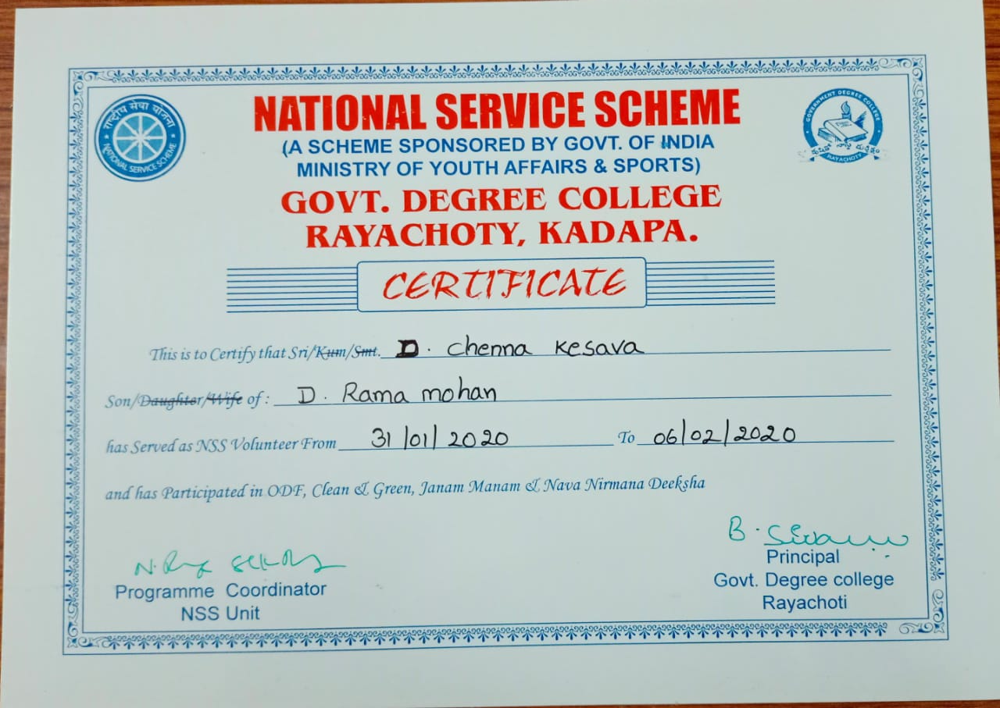 राष्ट्रीय सेवा योजना
NATIONAL SERVICE SCHEME
GOVERNMENT DEGREE COLLEGE
RAYACHOTY
NATIONAL SERVICE SCHEME
(A SCHEME SPONSORED BY GOVT. OF INDIA
MINISTRY OF YOUTH AFFAIRS & SPORTS)
GOVT. DEGREE COLLEGE
RAYACHOTY, KADAPA.
CERTIFICATE
This is to Certify that Sri/Kum/Smt. D. Chenna Kesava
Son/Daughter/Wife of : D. Rama mohan
has Served as NSS Volunteer From 31/01/2020 To 06/02/2020
and has Participated in ODF, Clean & Green, Janam Manam & Nava Nirmana Deeksha
B. Sivam
Programme Coordinator
NSS Unit
Principal
Govt. Degree college
Rayachoti